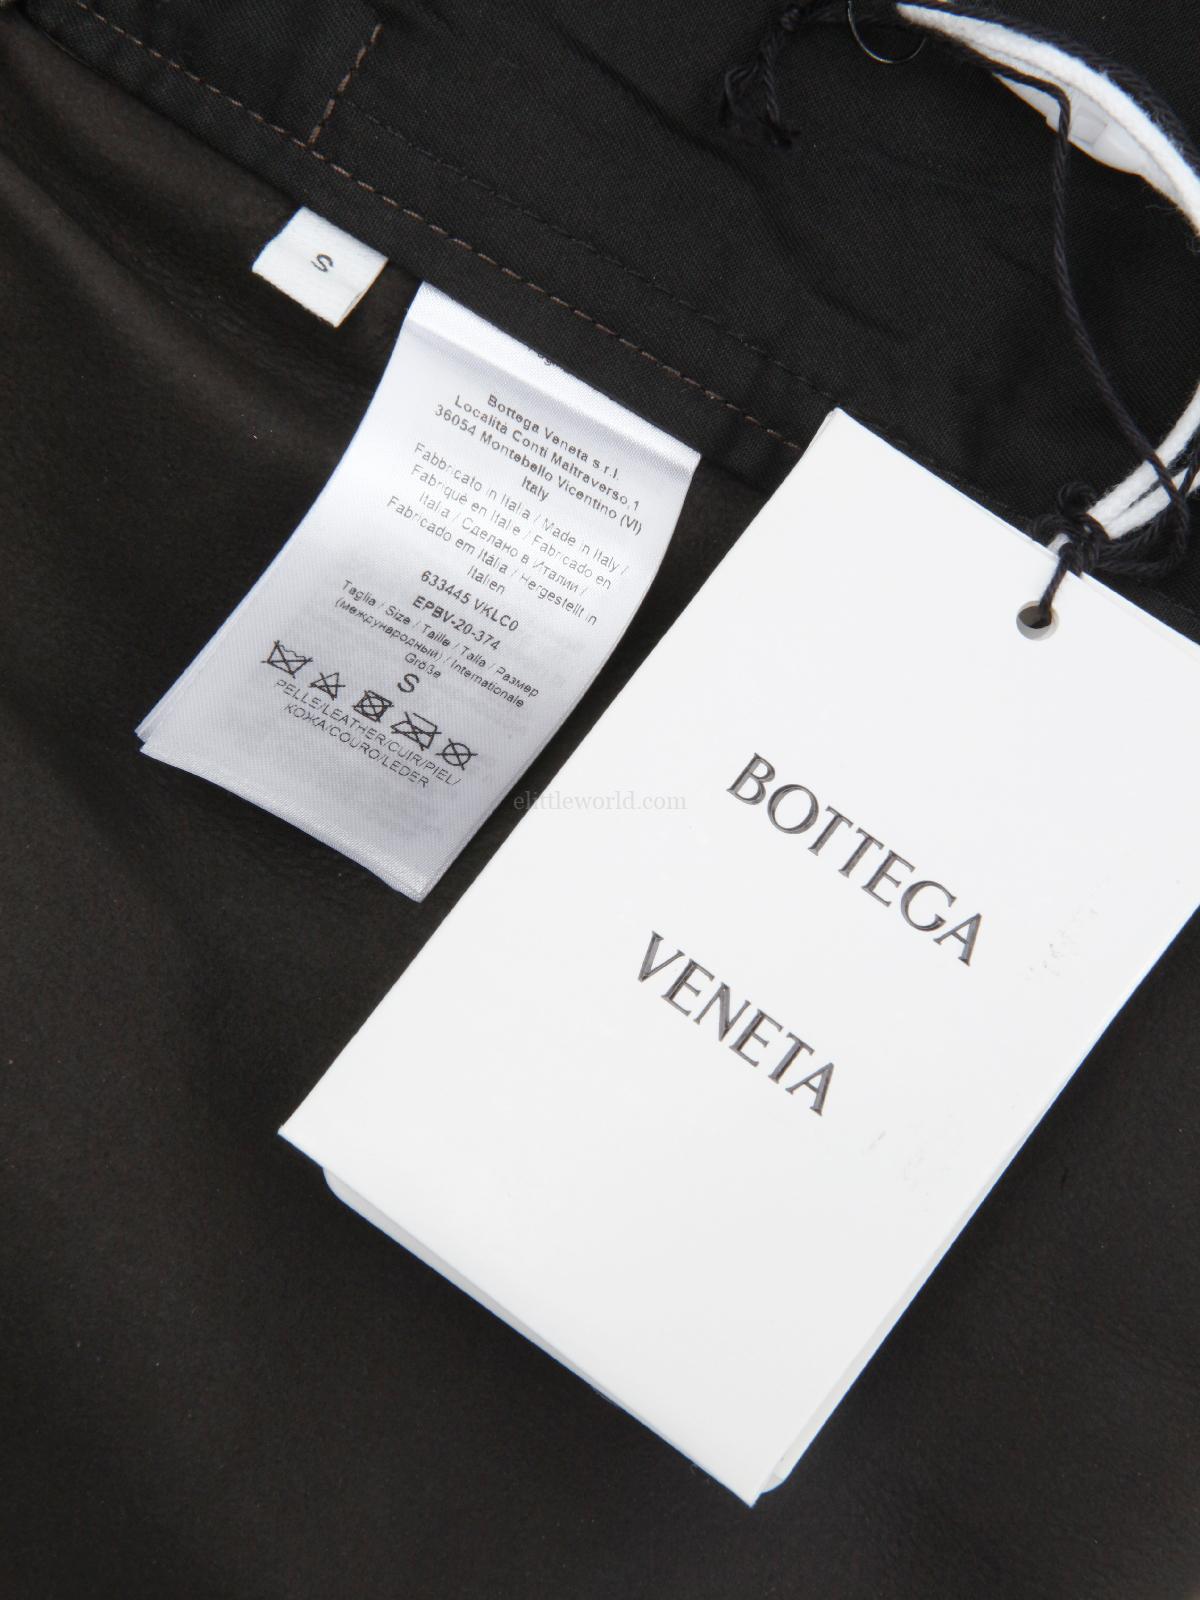 S
Bottega Veneta s.r.l.
Località Conti Maltraverso,1
36054 Montebello Vicentino (VI)
Italy
Fabbricato in Italia / Made in Italy /
Fabriqué en Italie / Fabricado en
Italia / Сделано в Италии /
Fabricado em Itália / Hergestellt in
Italien
633445 VKLC0
EPBV-20-374
Taglia / Size / Taille / Talla / Размер
(международный) / Internationale
Größe
S
PELLE/LEATHER/CUIR/PIEL/
КОЖА/COURO/LEDER
elittleworld.com
BOTTEGA
VENETA